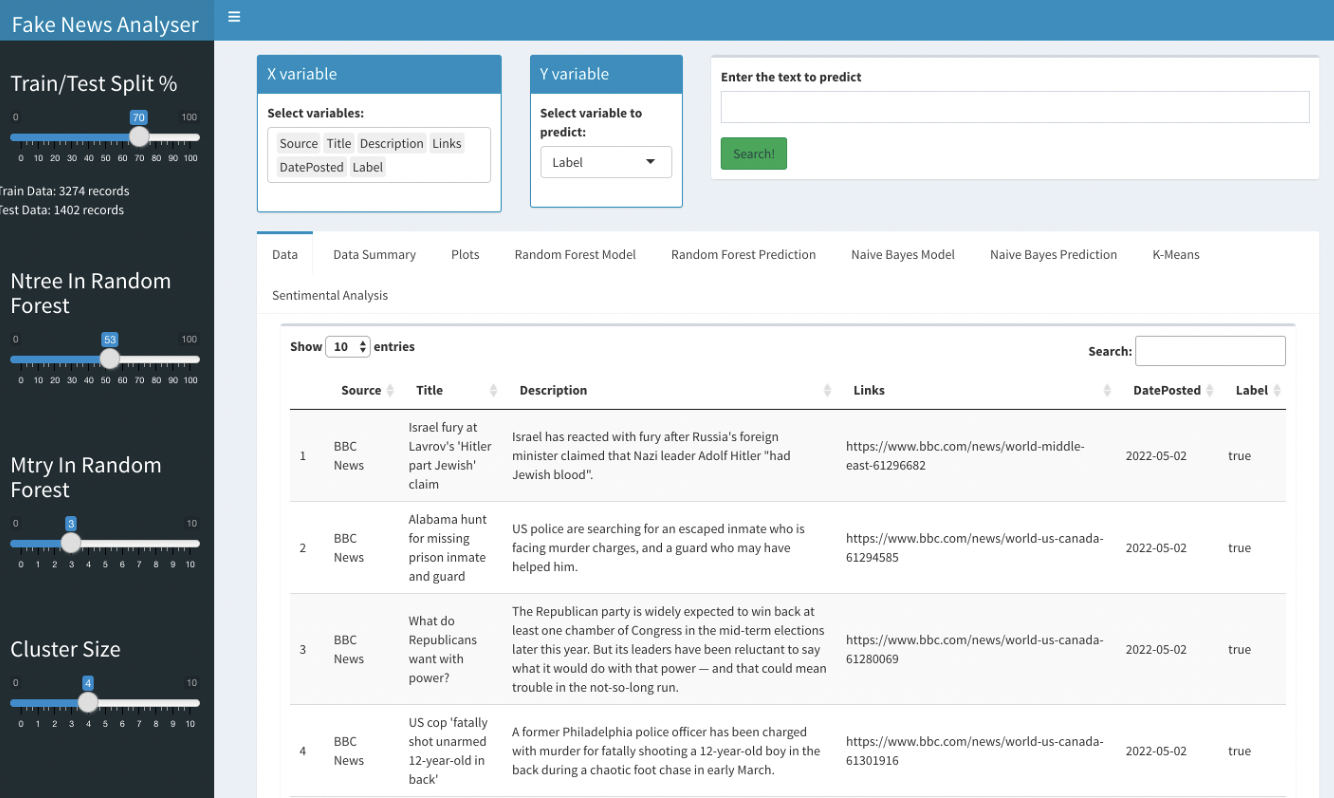 Fake News Analyser
Train/Test Split %
0 70 100
0 10 20 30 40 50 60 70 80 90 100
Train Data: 3274 records
Test Data: 1402 records
Ntree In Random
Forest
0 53 100
0 10 20 30 40 50 60 70 80 90 100
Mtry In Random
Forest
0 3 10
0 1 2 3 4 5 6 7 8 9 10
Cluster Size
0 4 10
0 1 2 3 4 5 6 7 8 9 10
X variable
Select variables:
Source Title Description Links
DatePosted Label
Y variable
Select variable to
predict:
Label
Enter the text to predict
Search!
Data Data Summary Plots Random Forest Model Random Forest Prediction Naive Bayes Model Naive Bayes Prediction K-Means
Sentimental Analysis
Show 10 entries
Search:
Source Title Description Links DatePosted Label
1
BBC
News
Israel fury at
Lavrov's 'Hitler
part Jewish'
claim
Israel has reacted with fury after Russia's foreign
minister claimed that Nazi leader Adolf Hitler "had
Jewish blood".
https://www.bbc.com/news/world-middle-
east-61296682
2022-05-02
true
2
BBC
News
Alabama hunt
for missing
prison inmate
and guard
US police are searching for an escaped inmate who is
facing murder charges, and a guard who may have
helped him.
https://www.bbc.com/news/world-us-canada-
61294585
2022-05-02
true
3
BBC
News
What do
Republicans
want with
power?
The Republican party is widely expected to win back at
least one chamber of Congress in the mid-term elections
later this year. But its leaders have been reluctant to say
what it would do with that power — and that could mean
trouble in the not-so-long run.
https://www.bbc.com/news/world-us-canada-
61280069
2022-05-02
true
4
BBC
News
US cop 'fatally
shot unarmed
12-year-old in
back'
A former Philadelphia police officer has been charged
with murder for fatally shooting a 12-year-old boy in the
back during a chaotic foot chase in early March.
https://www.bbc.com/news/world-us-canada-
61301916
2022-05-02
true